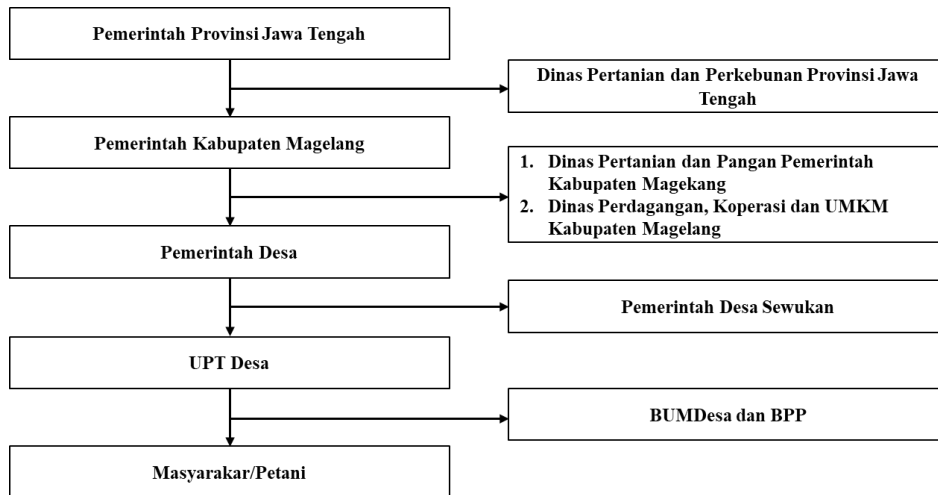 Pemerintah Provinsi Jawa Tengah
Dinas Pertanian dan Perkebunan Provinsi Jawa
Tengah
Pemerintah Kabupaten Magelang
1. Dinas Pertanian dan Pangan Pemerintah
Kabupaten Magekang
2. Dinas Perdagangan, Koperasi dan UMKM
Kabupaten Magelang
Pemerintah Desa
Pemerintah Desa Sewukan
UPT Desa
BUMDesa dan BPP
Masyarakar/Petani